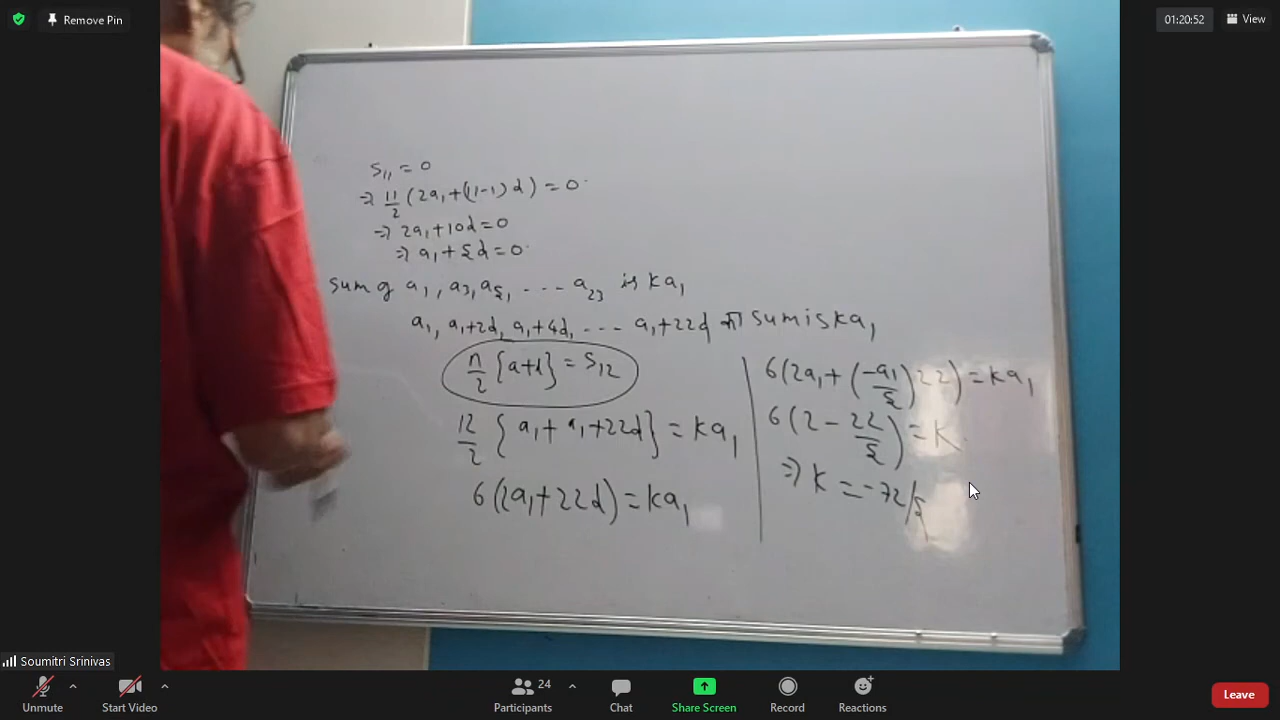 Remove Pin
01:20:52
View
S₁₁ = 0
⇒ 11/2 (2a₁ + (11-1) d) = 0
⇒ 2a₁ + 10d = 0
⇒ a₁ + 5d = 0
Sum of a₁, a₃, a₅, --- a₂₃ is ka₁
a₁, a₁+2d, a₁+4d, --- a₁+22d sum is ka₁
n/2 {a+l} = S₁₂
12/2 { a₁ + a₁ + 22d } = ka₁
6(2a₁ + 22d) = ka₁
6(2a₁ + (-a₁/5) 22) = ka₁
6(2 - 22/5) = K
⇒ K = -72/5
Soumitri Srinivas
Unmute
Start Video
Participants
24
Chat
Share Screen
Record
Reactions
Leave